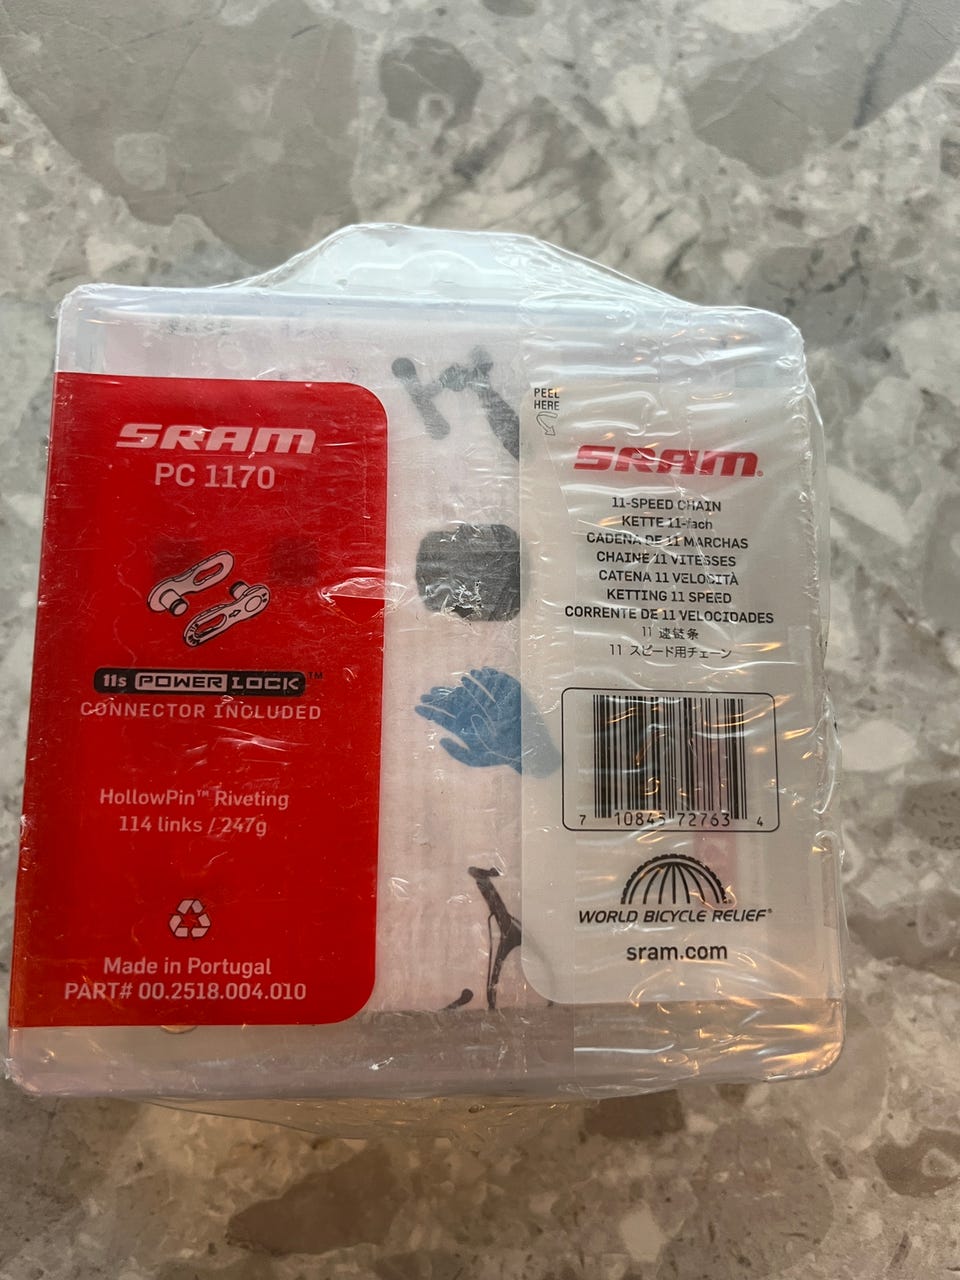 SRAM
PC 1170
11s POWER LOCK™
CONNECTOR INCLUDED
HollowPin™ Riveting
114 links / 247g
Made in Portugal
PART# 00.2518.004.010
PEEL
HERE
SRAM®
11-SPEED CHAIN
KETTE 11-fach
CADENA DE 11 MARCHAS
CHAINE 11 VITESSES
CATENA 11 VELOCITÀ
KETTING 11 SPEED
CORRENTE DE 11 VELOCIDADES
11 速链条
11 スピード用チェーン
7 10845 72763 4
WORLD BICYCLE RELIEF®
sram.com